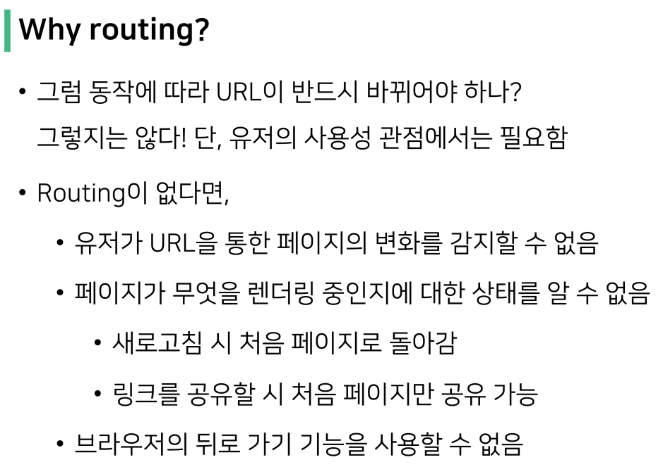 Why routing?
• 그럼 동작에 따라 URL이 반드시 바뀌어야 하나?
그렇지는 않다! 단, 유저의 사용성 관점에서는 필요함
• Routing이 없다면,
• 유저가 URL을 통한 페이지의 변화를 감지할 수 없음
• 페이지가 무엇을 렌더링 중인지에 대한 상태를 알 수 없음
• 새로고침 시 처음 페이지로 돌아감
• 링크를 공유할 시 처음 페이지만 공유 가능
• 브라우저의 뒤로 가기 기능을 사용할 수 없음